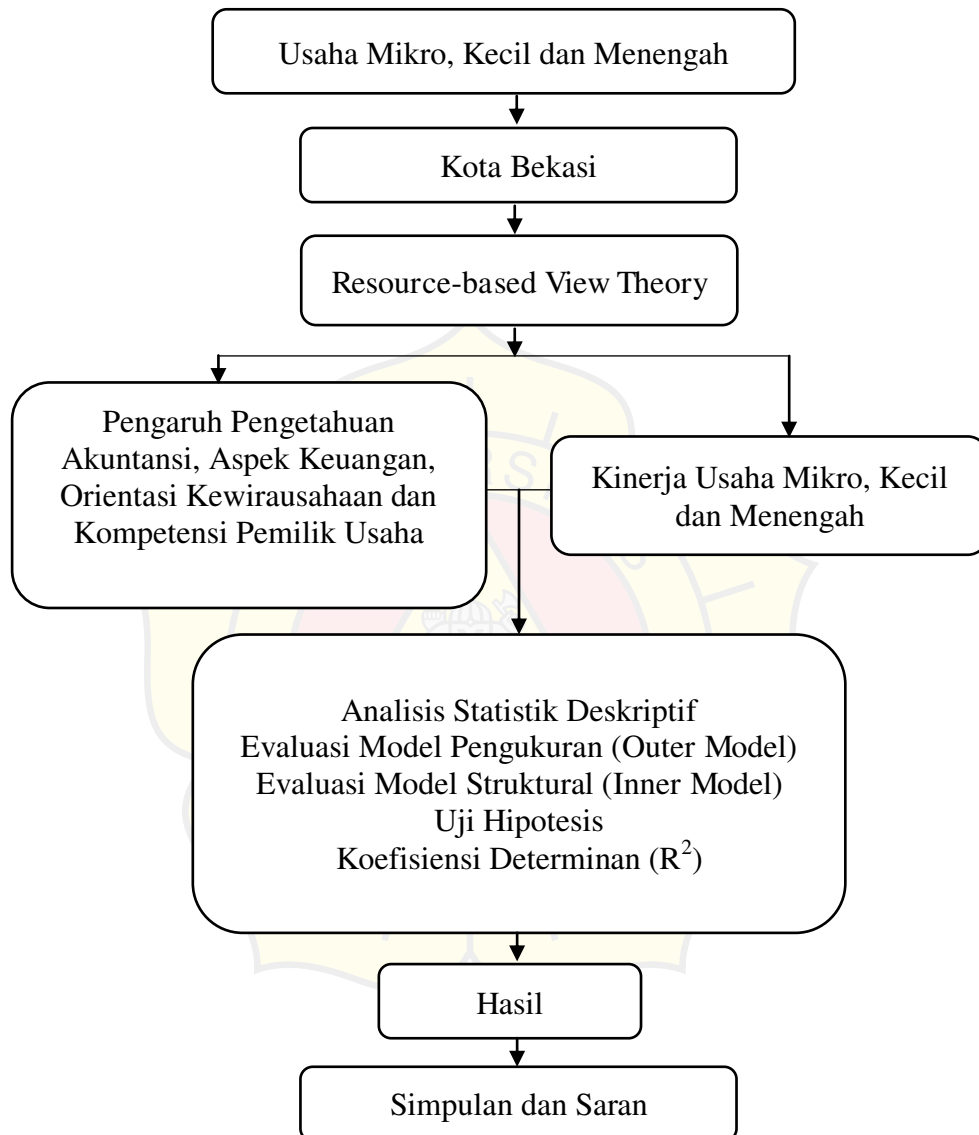 Usaha Mikro, Kecil dan Menengah
Kota Bekasi
Resource-based View Theory
Pengaruh Pengetahuan
Akuntansi, Aspek Keuangan,
Orientasi Kewirausahaan dan
Kompetensi Pemilik Usaha
Kinerja Usaha Mikro, Kecil
dan Menengah
Analisis Statistik Deskriptif
Evaluasi Model Pengukuran (Outer Model)
Evaluasi Model Struktural (Inner Model)
Uji Hipotesis
Koefisiensi Determinan (R²)
Hasil
Simpulan dan Saran